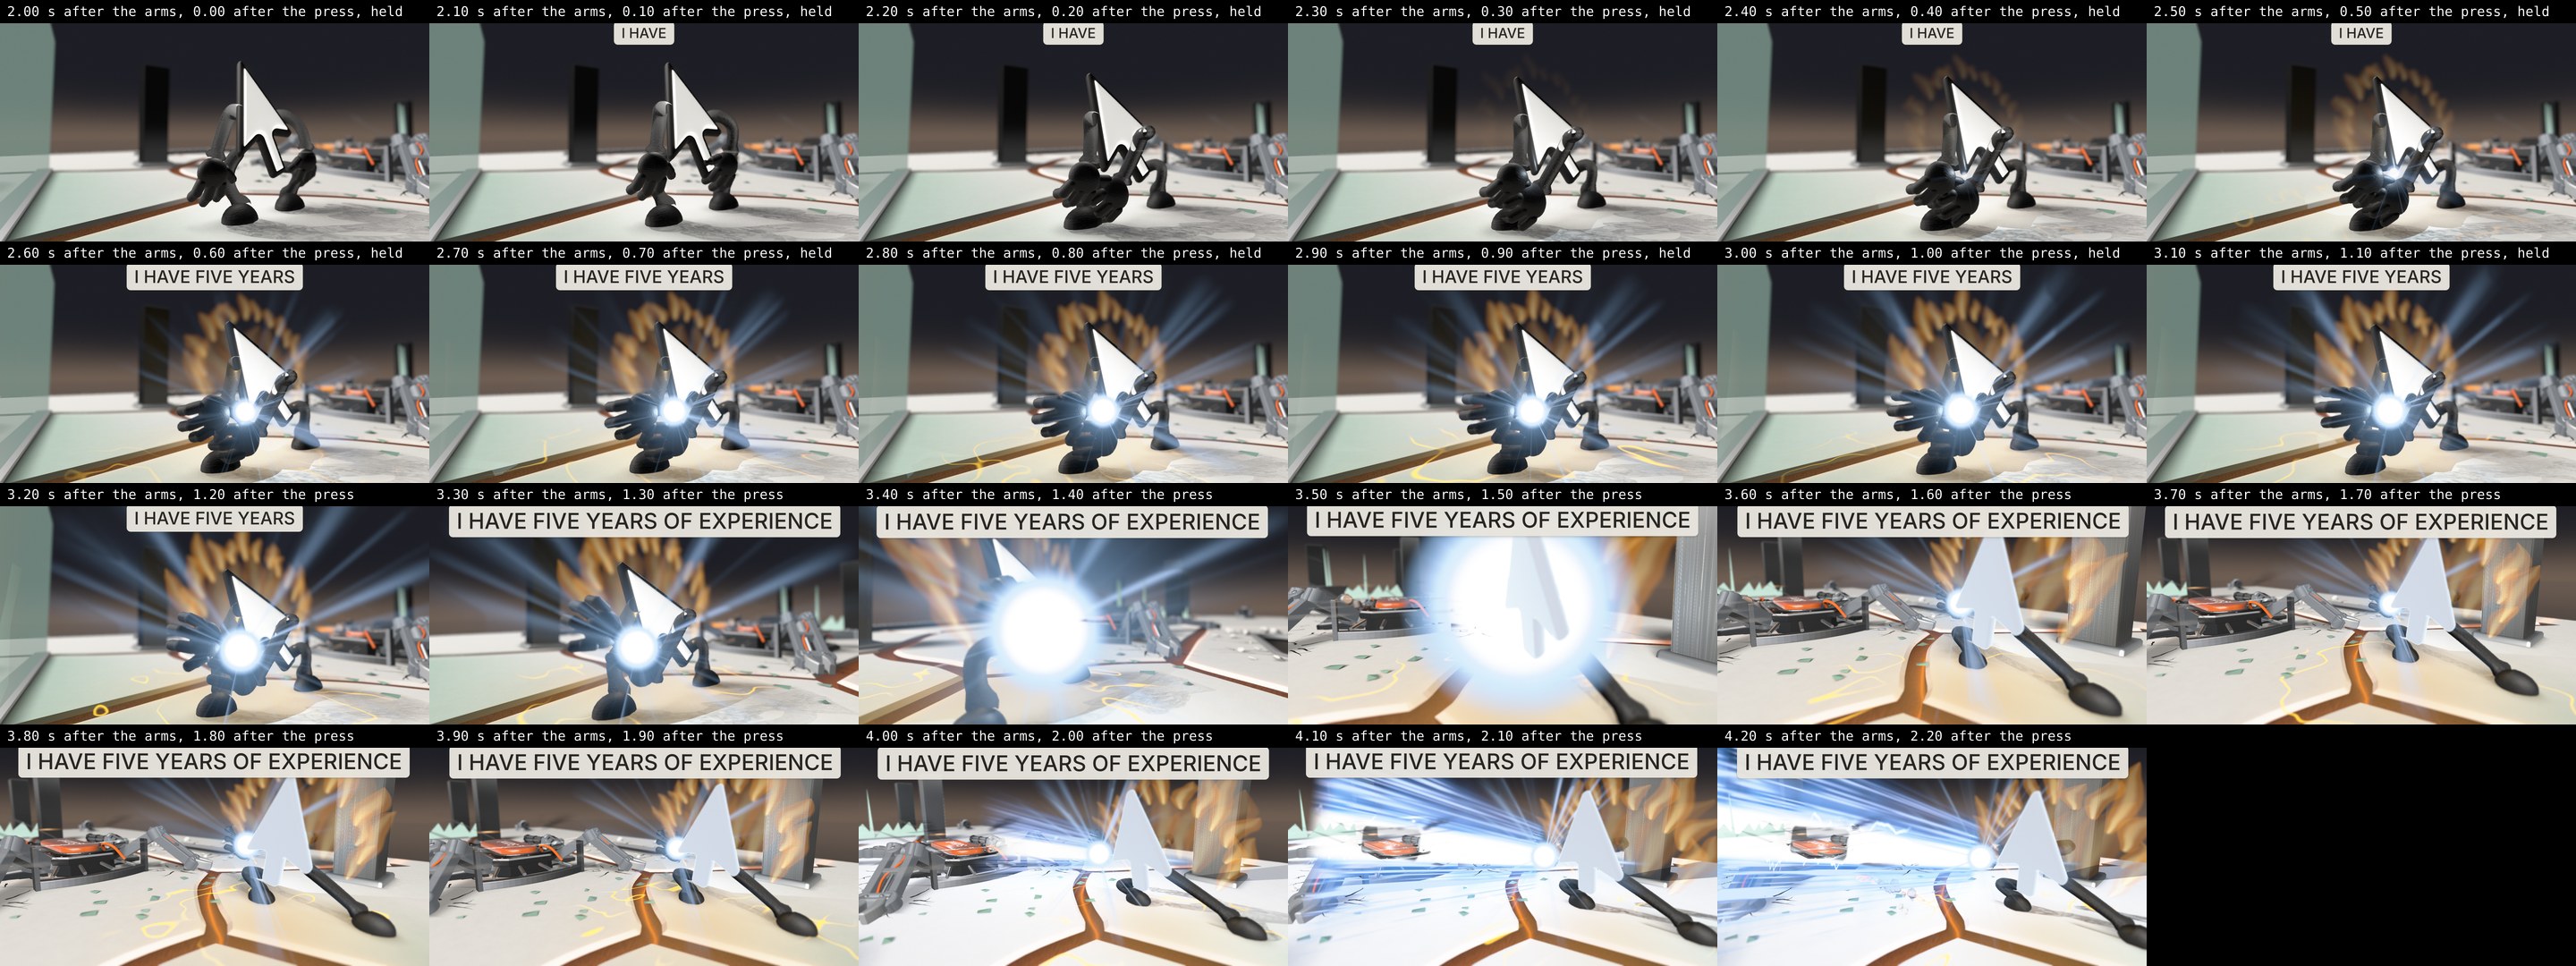 2.00 s after the arms, 0.00 after the press, held
2.10 s after the arms, 0.10 after the press, held
I HAVE
2.20 s after the arms, 0.20 after the press, held
I HAVE
2.30 s after the arms, 0.30 after the press, held
I HAVE
2.40 s after the arms, 0.40 after the press, held
I HAVE
2.50 s after the arms, 0.50 after the press, held
I HAVE
2.60 s after the arms, 0.60 after the press, held
I HAVE FIVE YEARS
2.70 s after the arms, 0.70 after the press, held
I HAVE FIVE YEARS
2.80 s after the arms, 0.80 after the press, held
I HAVE FIVE YEARS
2.90 s after the arms, 0.90 after the press, held
I HAVE FIVE YEARS
3.00 s after the arms, 1.00 after the press, held
I HAVE FIVE YEARS
3.10 s after the arms, 1.10 after the press, held
I HAVE FIVE YEARS
3.20 s after the arms, 1.20 after the press
I HAVE FIVE YEARS
3.30 s after the arms, 1.30 after the press
I HAVE FIVE YEARS OF EXPERIENCE
3.40 s after the arms, 1.40 after the press
I HAVE FIVE YEARS OF EXPERIENCE
3.50 s after the arms, 1.50 after the press
I HAVE FIVE YEARS OF EXPERIENCE
3.60 s after the arms, 1.60 after the press
I HAVE FIVE YEARS OF EXPERIENCE
3.70 s after the arms, 1.70 after the press
I HAVE FIVE YEARS OF EXPERIENCE
3.80 s after the arms, 1.80 after the press
I HAVE FIVE YEARS OF EXPERIENCE
3.90 s after the arms, 1.90 after the press
I HAVE FIVE YEARS OF EXPERIENCE
4.00 s after the arms, 2.00 after the press
I HAVE FIVE YEARS OF EXPERIENCE
4.10 s after the arms, 2.10 after the press
I HAVE FIVE YEARS OF EXPERIENCE
4.20 s after the arms, 2.20 after the press
I HAVE FIVE YEARS OF EXPERIENCE